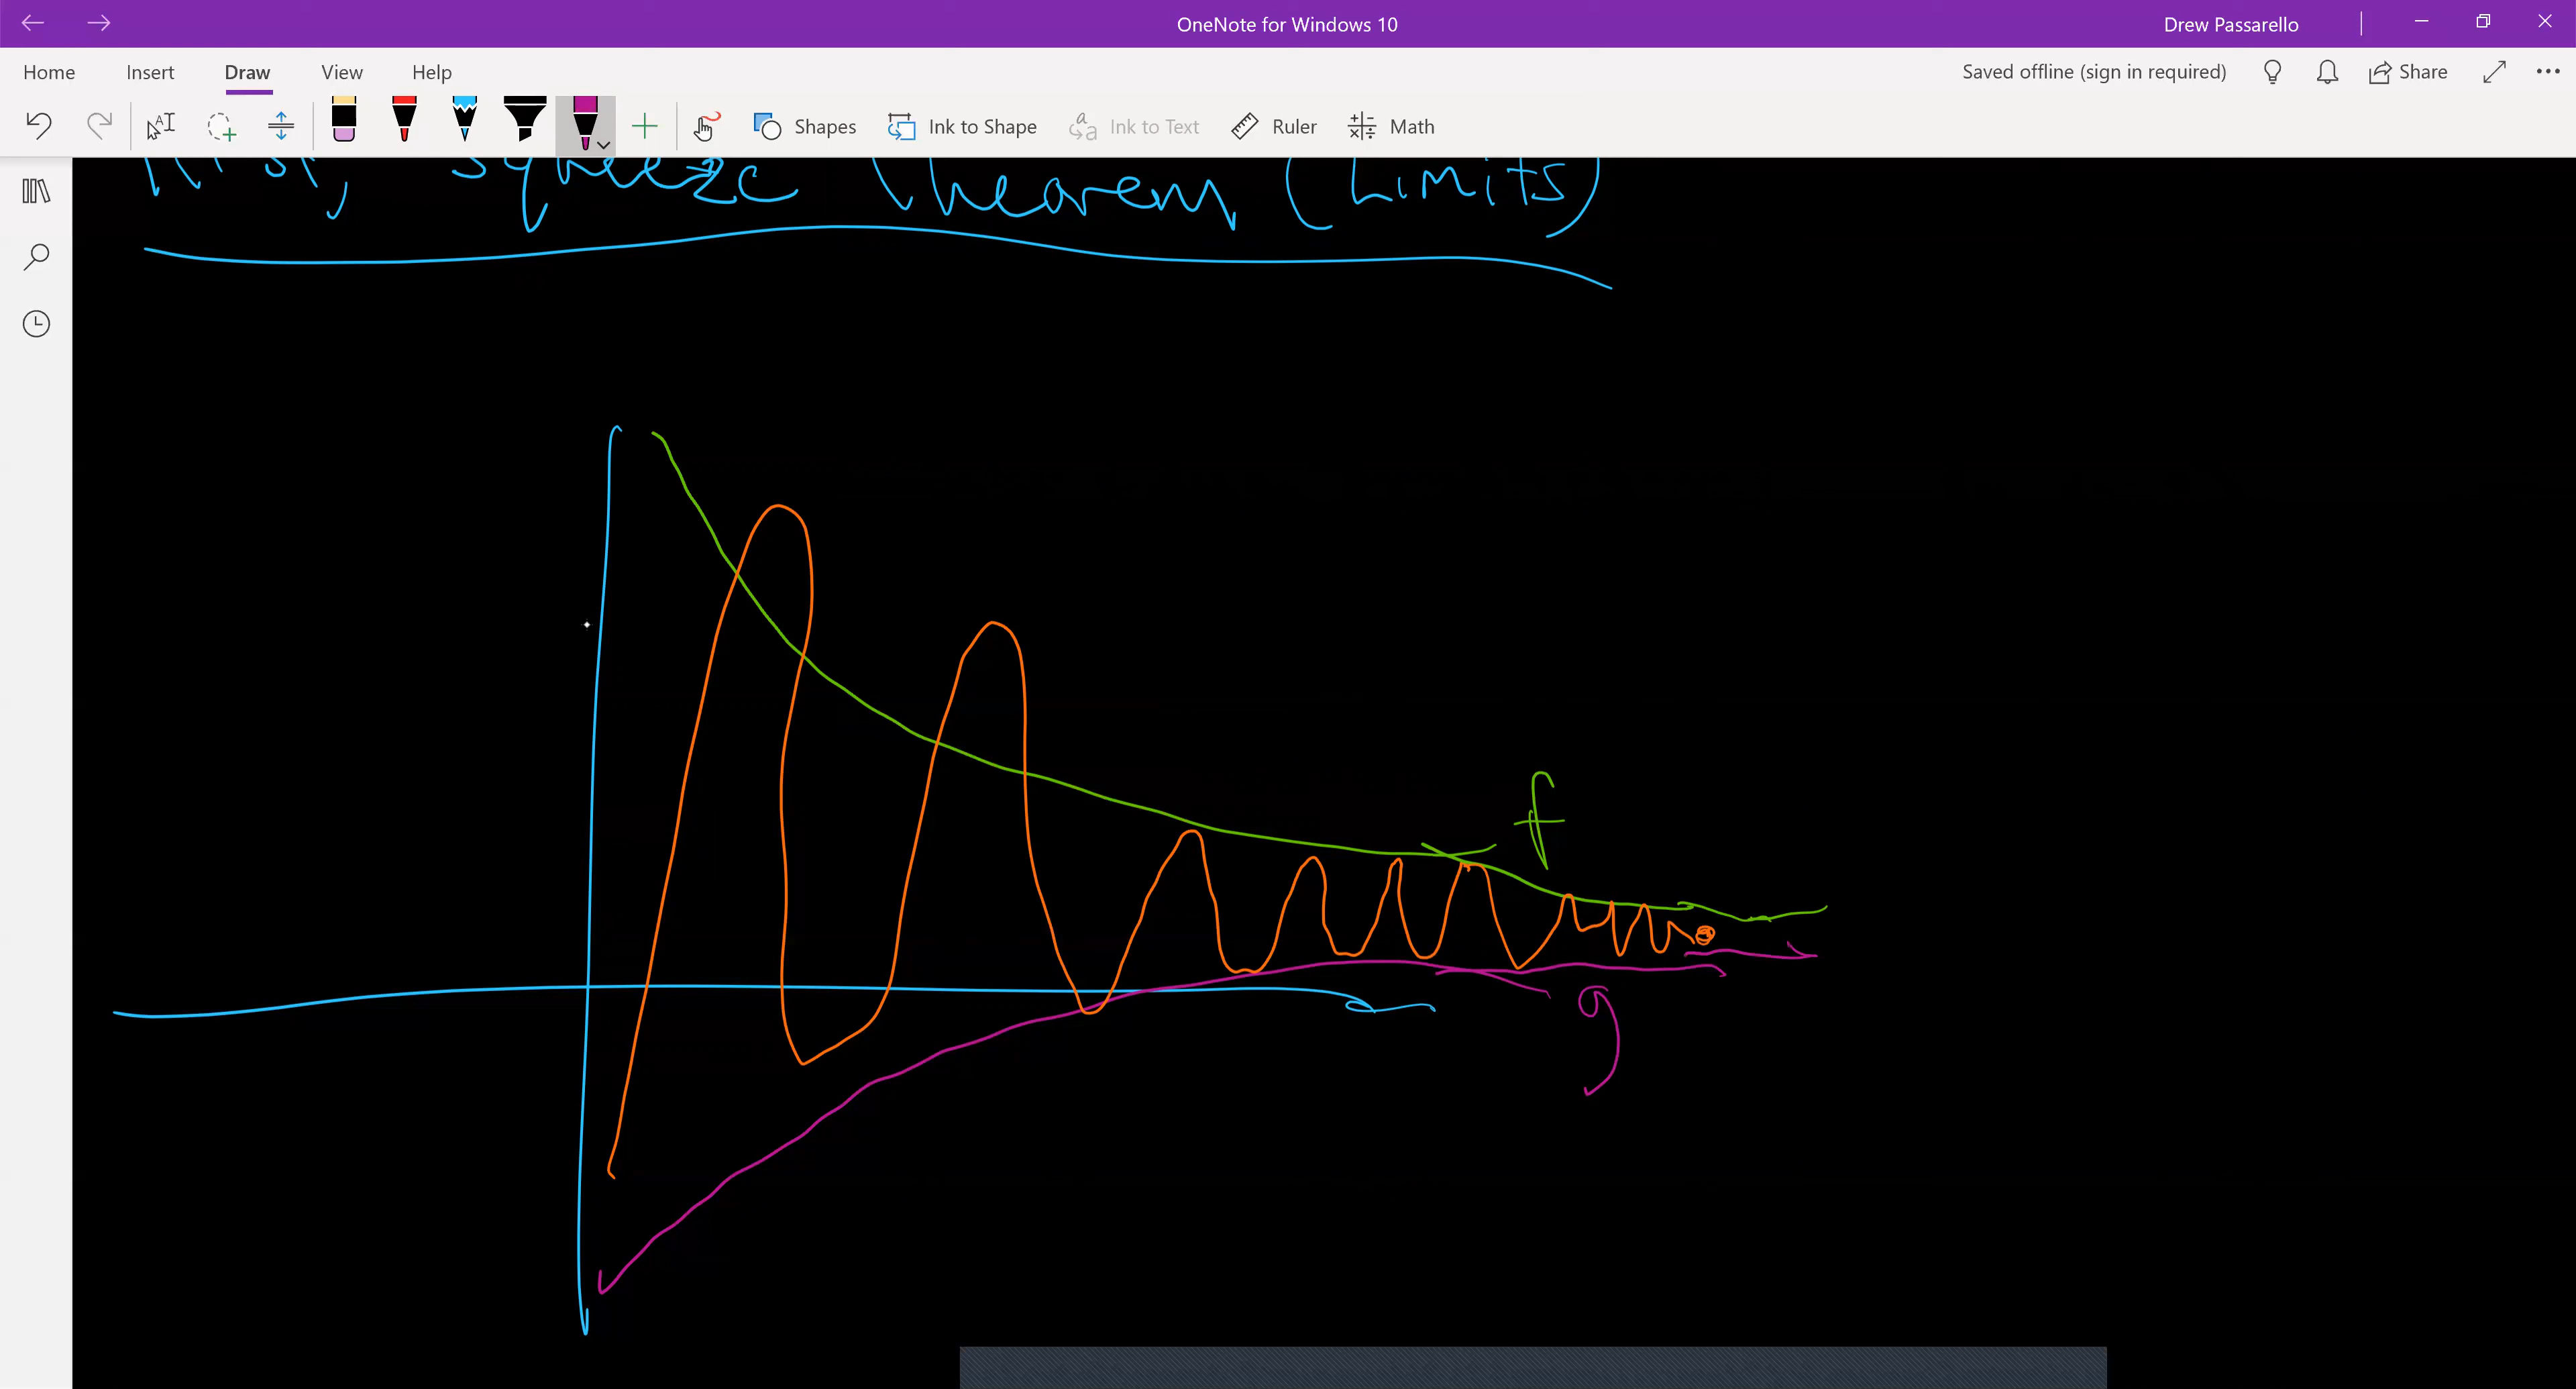 OneNote for Windows 10
Drew Passarello
Home Insert Draw View Help
Saved offline (sign in required) Share
Shapes Ink to Shape Ink to Text Ruler Math
Squeeze Theorem (Limits)
f
g